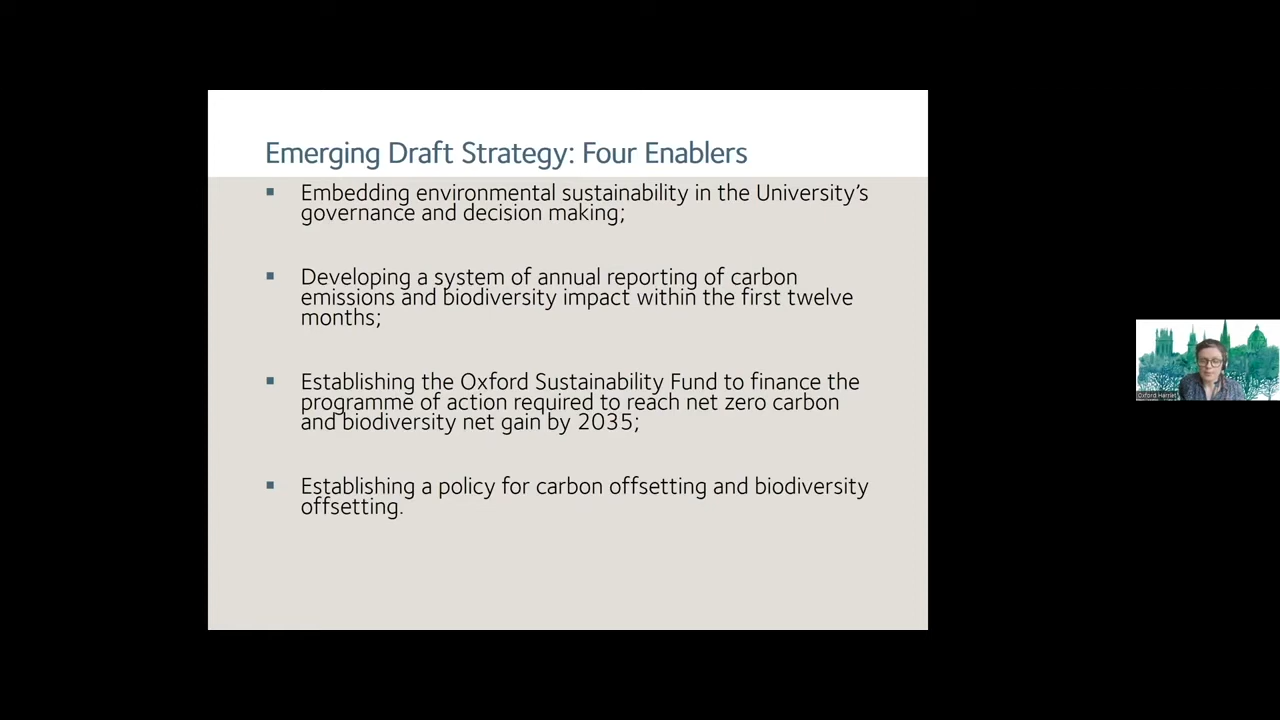 Emerging Draft Strategy: Four Enablers
Embedding environmental sustainability in the University's
governance and decision making;
Developing a system of annual reporting of carbon
emissions and biodiversity impact within the first twelve
months;
Establishing the Oxford Sustainability Fund to finance the
programme of action required to reach net zero carbon
and biodiversity net gain by 2035;
Establishing a policy for carbon offsetting and biodiversity
offsetting.
Oxford Harriet